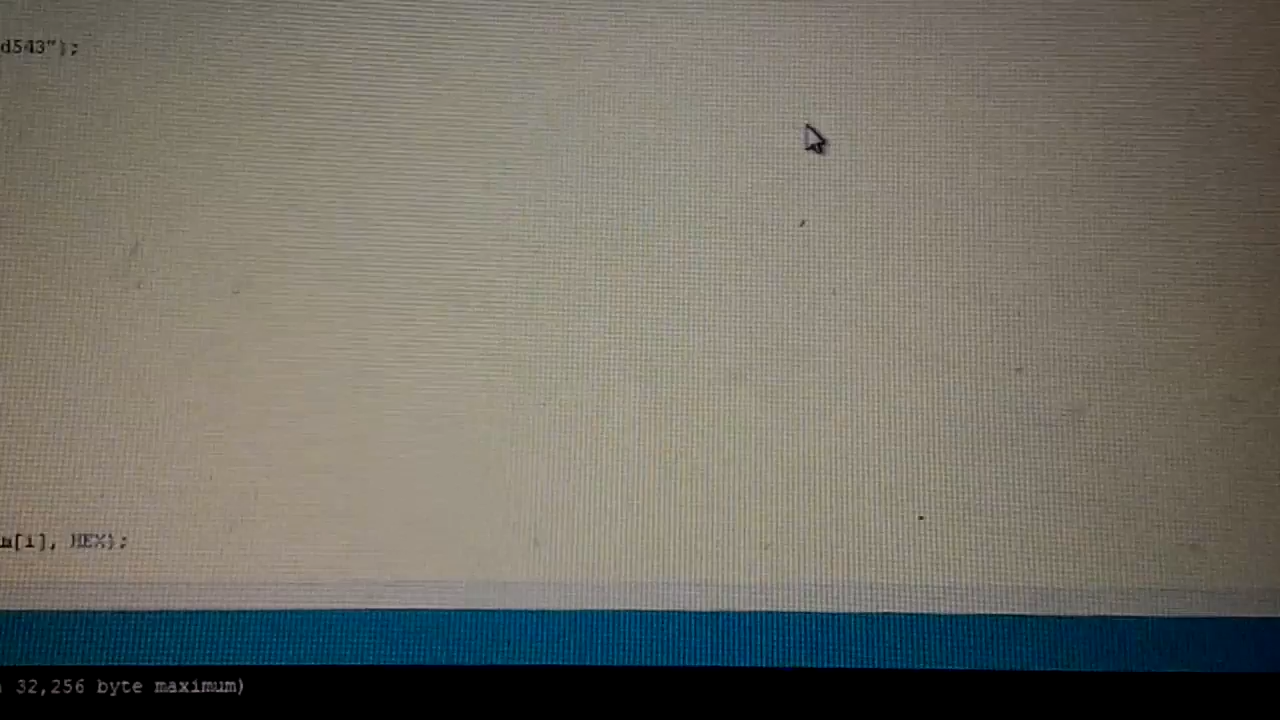 d543");
[i], HEX);
32,256 byte maximum)